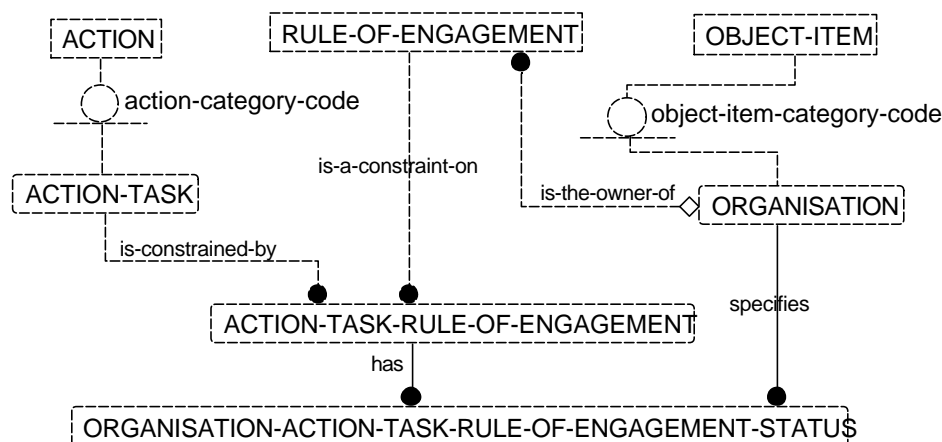 ACTION
RULE-OF-ENGAGEMENT
OBJECT-ITEM
action-category-code
object-item-category-code
is-a-constraint-on
ACTION-TASK
is-the-owner-of
ORGANISATION
is-constrained-by
specifies
ACTION-TASK-RULE-OF-ENGAGEMENT
has
ORGANISATION-ACTION-TASK-RULE-OF-ENGAGEMENT-STATUS